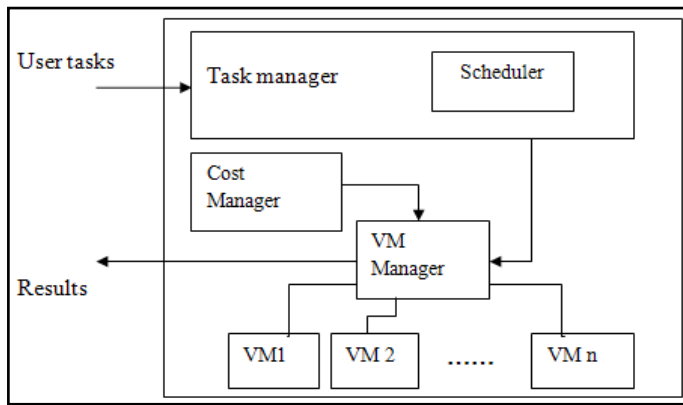 User tasks
Task manager
Scheduler
Cost
Manager
VM
Manager
Results
VM1
VM 2
......
VM n